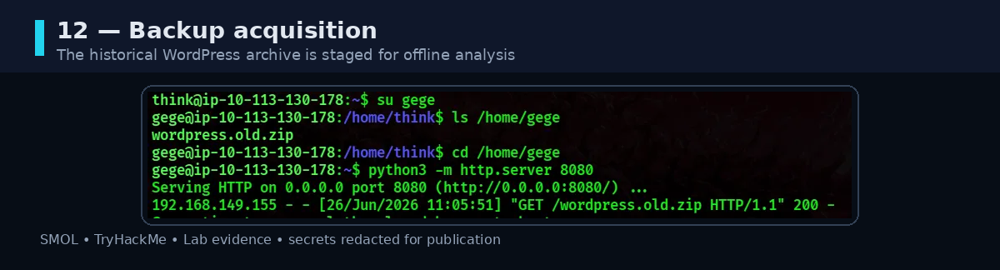 12 — Backup acquisition
The historical WordPress archive is staged for offline analysis
think@ip-10-113-130-178:~$ su gege
gege@ip-10-113-130-178:/home/think$ ls /home/gege
wordpress.old.zip
gege@ip-10-113-130-178:/home/think$ cd /home/gege
gege@ip-10-113-130-178:~$ python3 -m http.server 8080
Serving HTTP on 0.0.0.0 port 8080 (http://0.0.0.0:8080/) ...
192.168.149.155 - - [26/Jun/2026 11:05:51] "GET /wordpress.old.zip HTTP/1.1" 200 -
SMOL • TryHackMe • Lab evidence • secrets redacted for publication